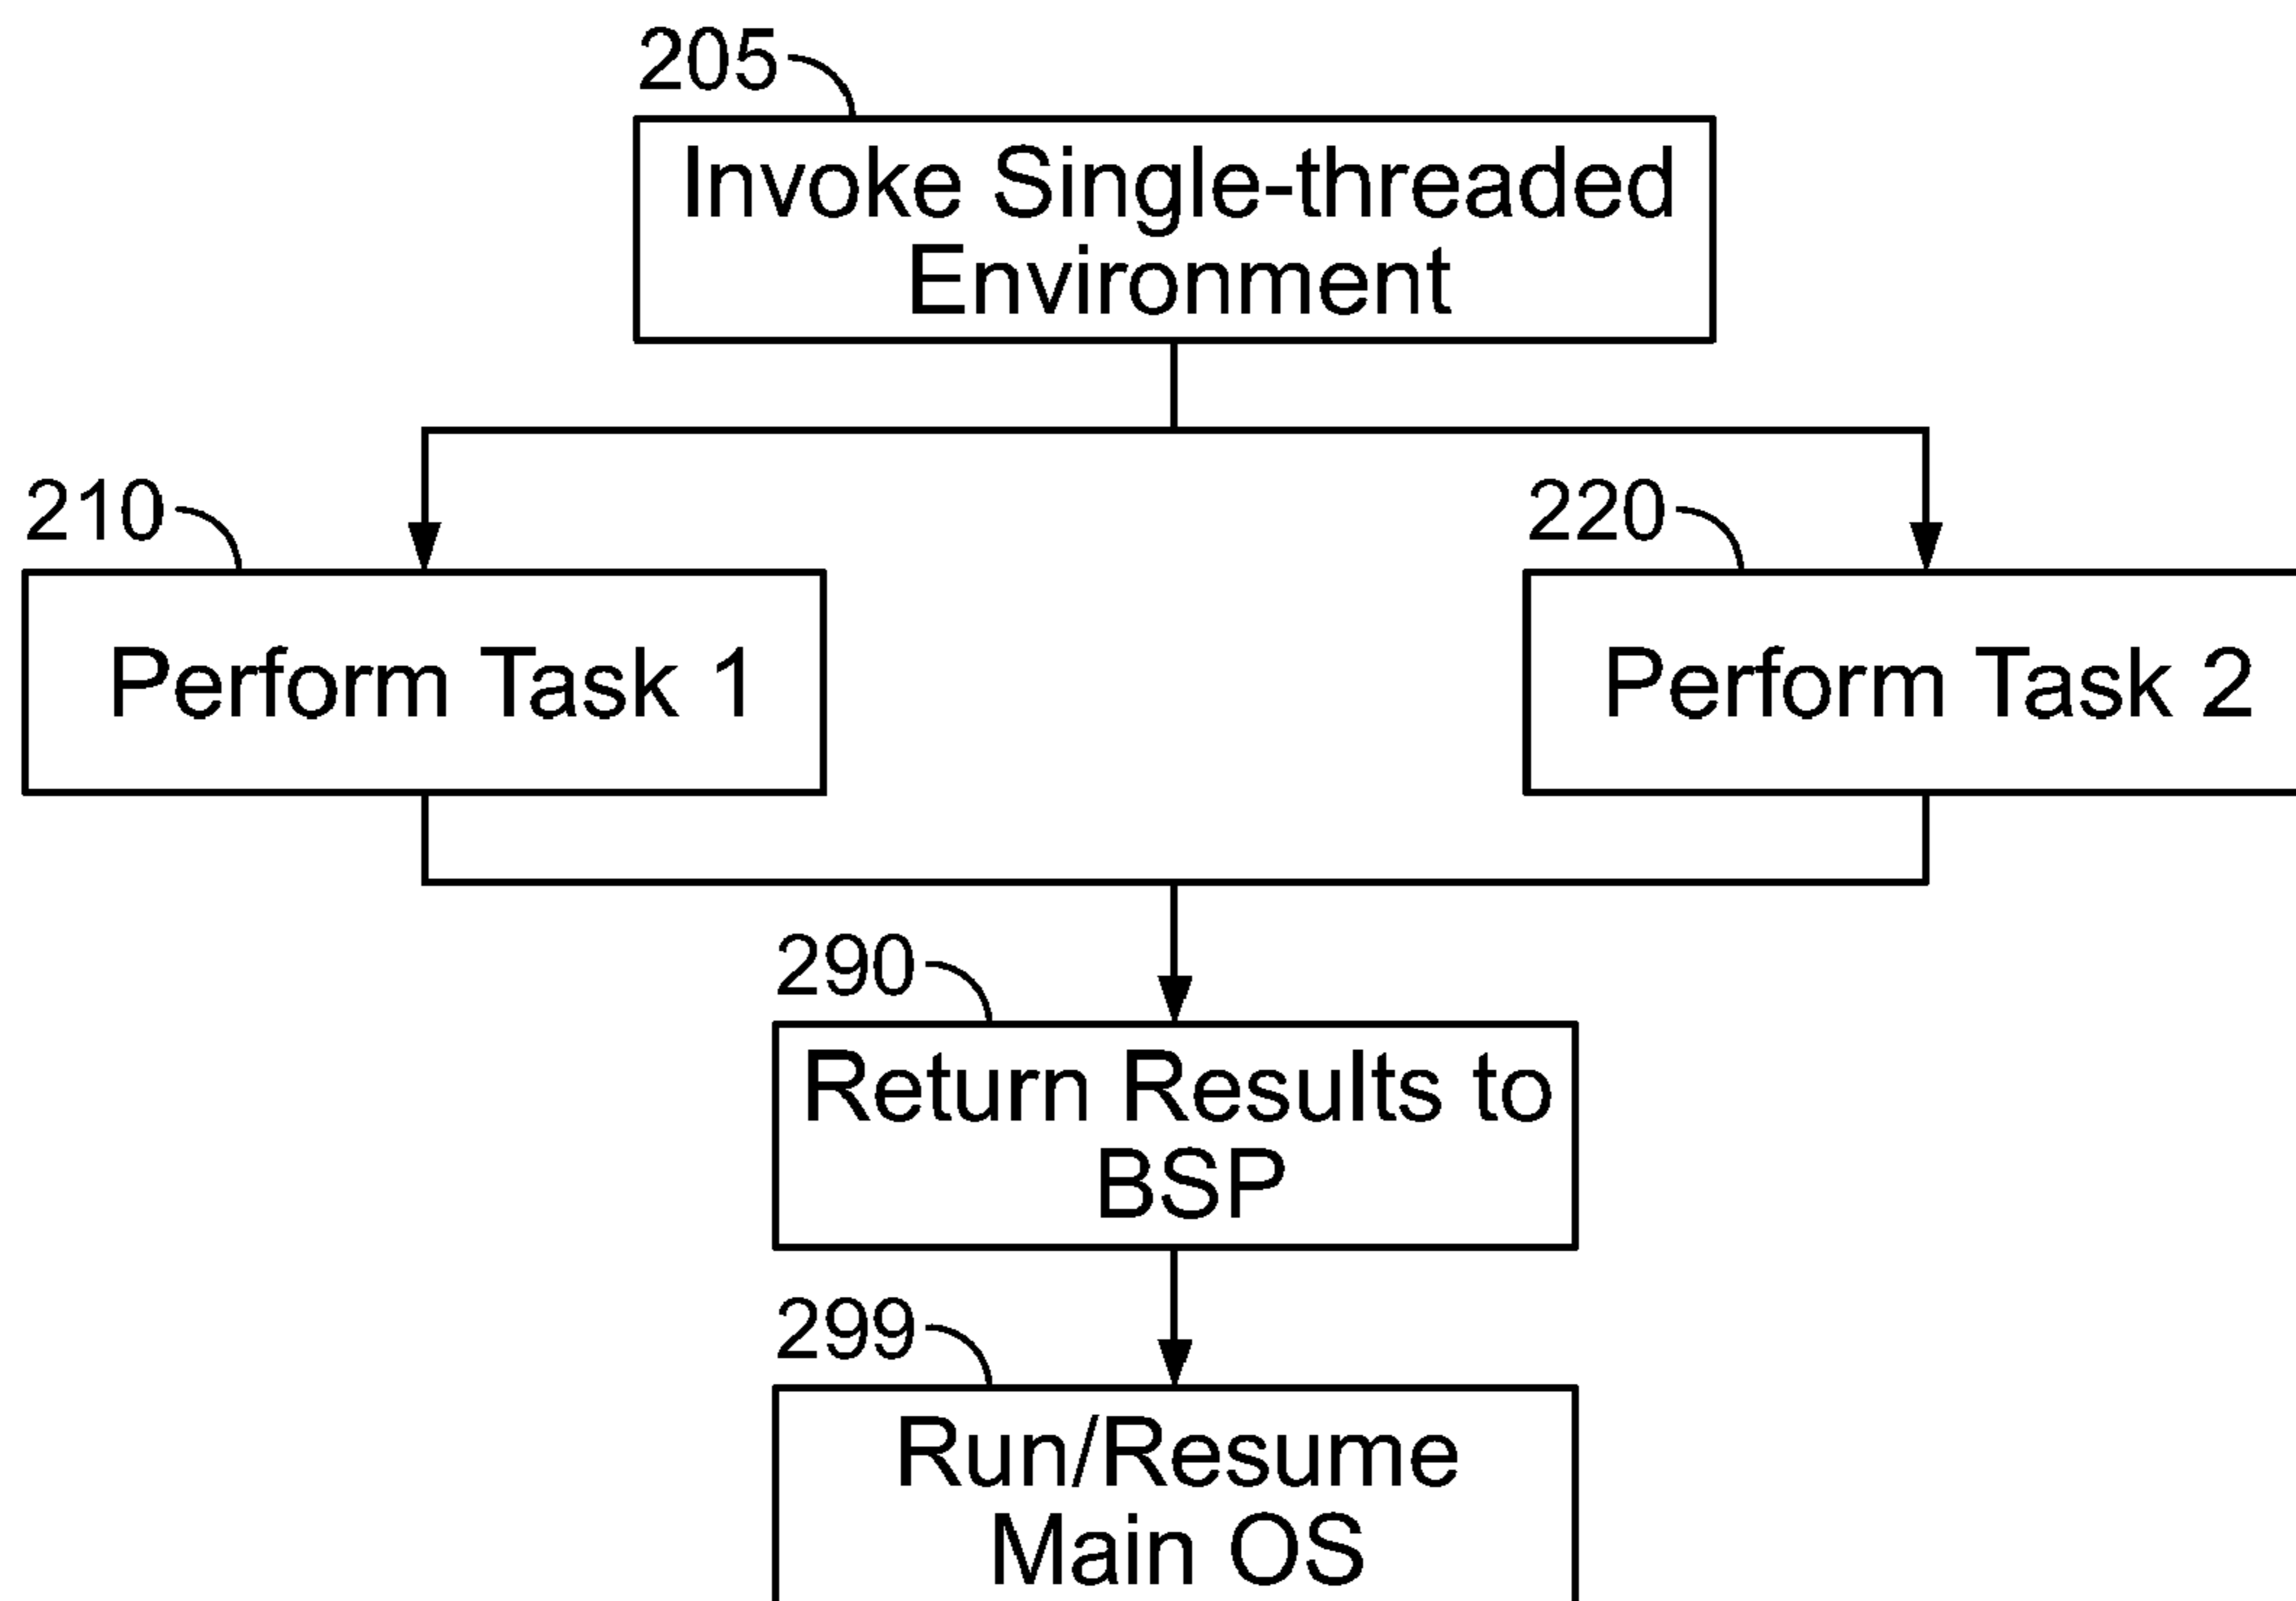 205
Invoke Single-threaded
Environment
210
220
Perform Task 1
Perform Task 2
290
Return Results to
BSP
299
Run/Resume
Main OS